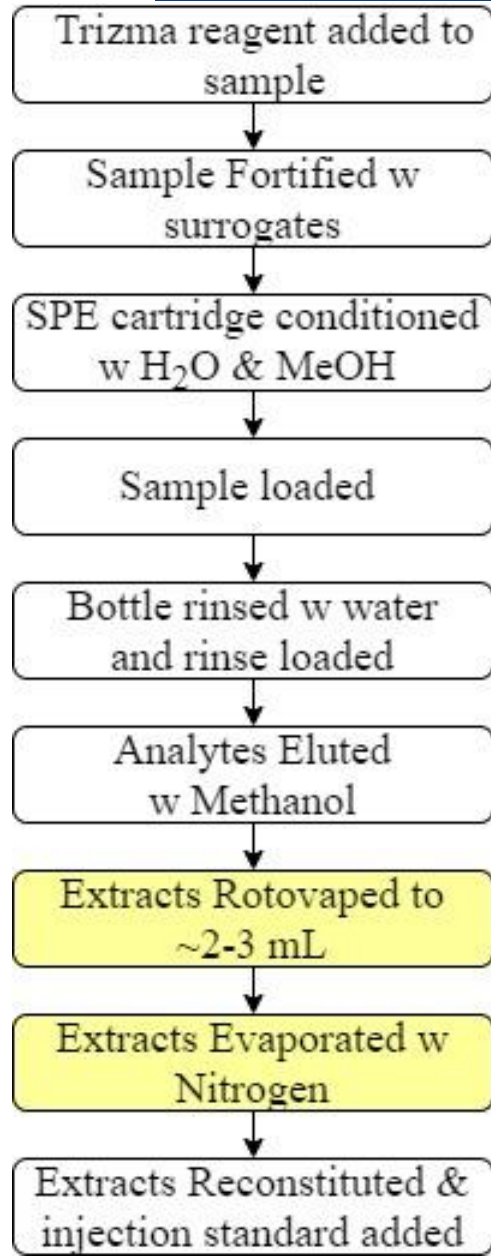 Trizma reagent added to
sample
Sample Fortified w
surrogates
SPE cartridge conditioned
w H₂O & MeOH
Sample loaded
Bottle rinsed w water
and rinse loaded
Analytes Eluted
w Methanol
Extracts Rotovaped to
~2-3 mL
Extracts Evaporated w
Nitrogen
Extracts Reconstituted &
injection standard added